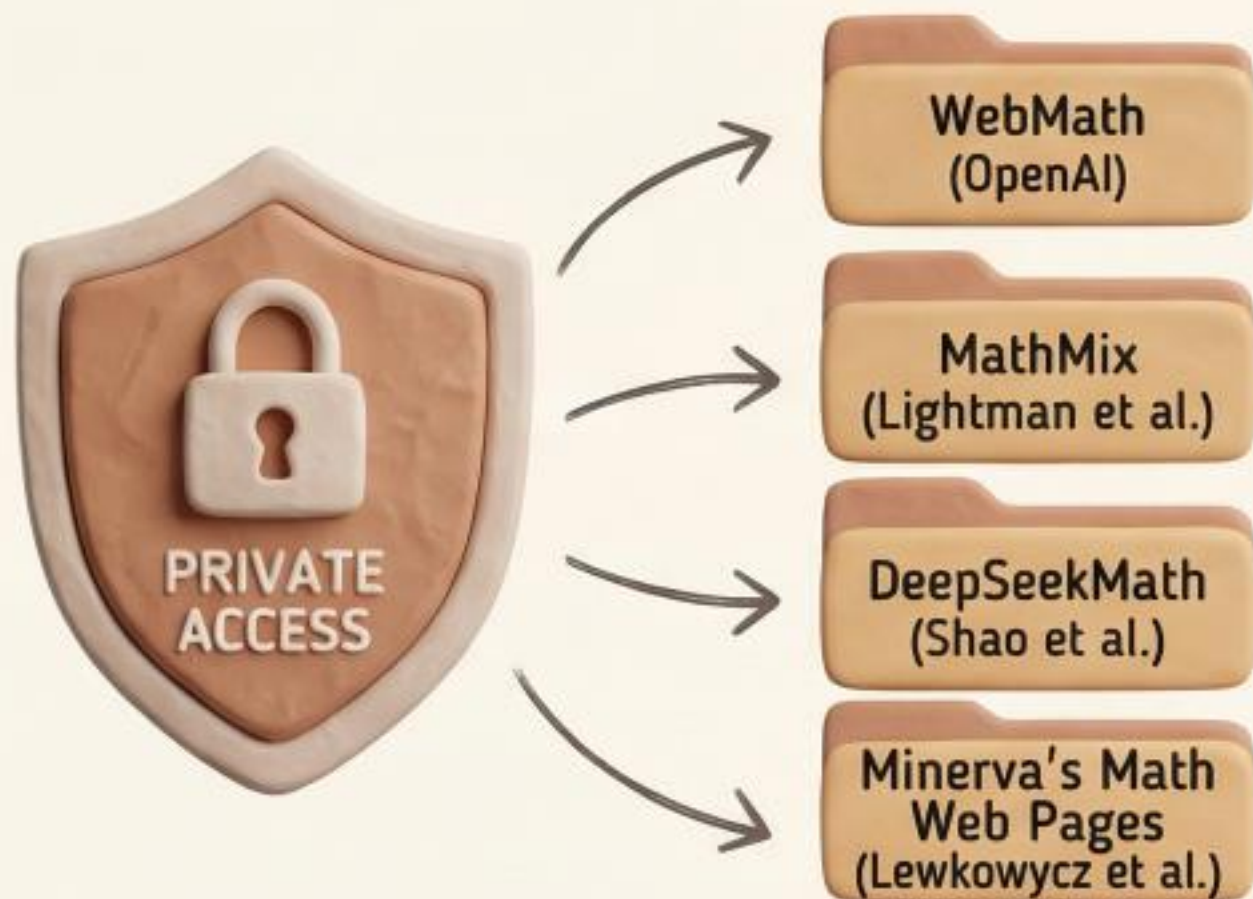 PRIVATE
ACCESS
WebMath
(OpenAI)
MathMix
(Lightman et al.)
DeepSeekMath
(Shao et al.)
Minerva's Math
Web Pages
(Lewkowycz et al.)